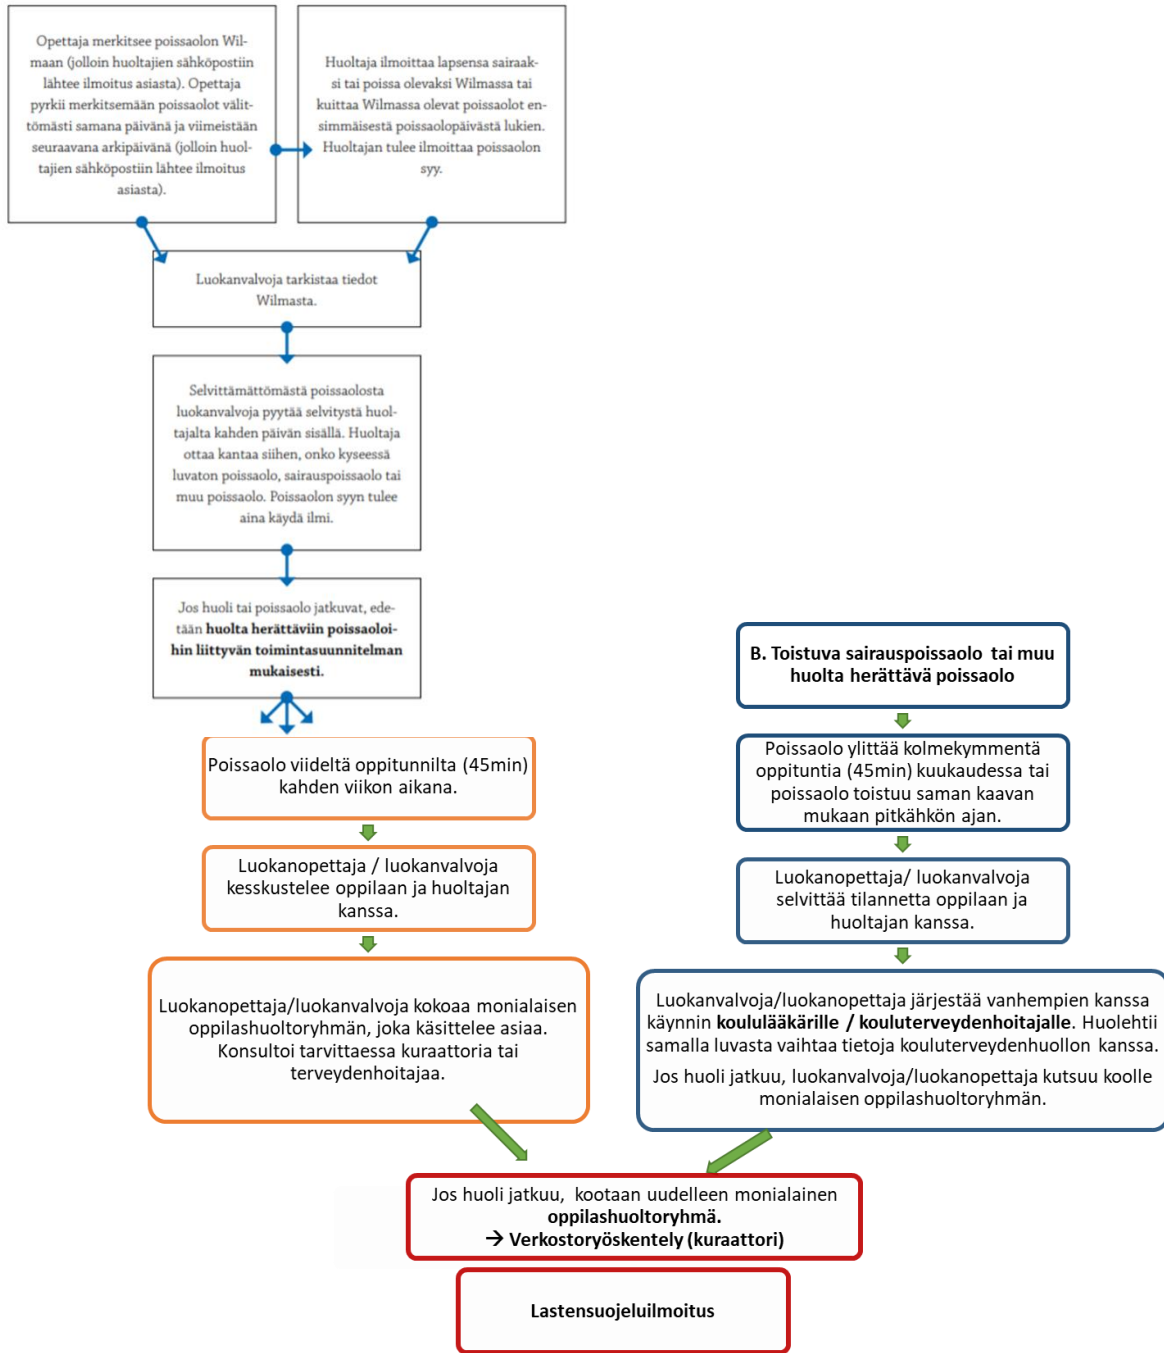 Opettaja merkitsee poissaolon Wil-
maan (jolloin huoltajien sähköpostiin
lähtee ilmoitus asiasta). Opettaja
pyrkii merkitsemään poissaolot välit-
tömästi samana päivänä ja viimeistään
seuraavana arkipäivänä (jolloin huol-
tajien sähköpostiin lähtee ilmoitus
asiasta).
Huoltaja ilmoittaa lapsensa sairaak-
si tai poissa olevaksi Wilmassa tai
kuittaa Wilmassa olevat poissaolot en-
simmäisestä poissaolopäivästä lukien.
Huoltajan tulee ilmoittaa poissaolon
syy.
Luokanvalvoja tarkistaa tiedot
Wilmasta.
Selvittämättömästä poissaolosta
luokanvalvoja pyytää selvitystä huol-
tajalta kahden päivän sisällä. Huoltaja
ottaa kantaa siihen, onko kyseessä
luvaton poissaolo, sairauspoissaolo tai
muu poissaolo. Poissaolon syyn tulee
aina käydä ilmi.
Jos huoli tai poissaolo jatkuvat, ede-
tään huolta herättäviin poissaoloi-
hin liittyvän toimintasuunnitelman
mukaisesti.
Poissaolo viideltä oppitunnilta (45min)
kahden viikon aikana.
Luokanopettaja / luokanvalvoja
kesskustelee oppilaan ja huoltajan
kanssa.
Luokanopettaja/luokanvalvoja kokoaa monialaisen
oppilashuoltoryhmän, joka käsittelee asiaa.
Konsultoi tarvittaessa kuraattoria tai
terveydenhoitajaa.
B. Toistuva sairauspoissaolo tai muu
huolta herättävä poissaolo
Poissaolo ylittää kolmekymmentä
oppituntia (45min) kuukaudessa tai
poissaolo toistuu saman kaavan
mukaan pitkähkön ajan.
Luokanopettaja/ luokanvalvoja
selvittää tilannetta oppilaan ja
huoltajan kanssa.
Luokanvalvoja/luokanopettaja järjestää vanhempien kanssa
käynnin koululääkärille / kouluterveydenhoitajalle. Huolehtii
samalla luvasta vaihtaa tietoja kouluterveydenhuollon kanssa.
Jos huoli jatkuu, luokanvalvoja/luokanopettaja kutsuu koolle
monialaisen oppilashuoltoryhmän.
Jos huoli jatkuu, kootaan uudelleen monialainen
oppilashuoltoryhmä.
→ Verkostoryöskentely (kuraattori)
Lastensuojeluilmoitus